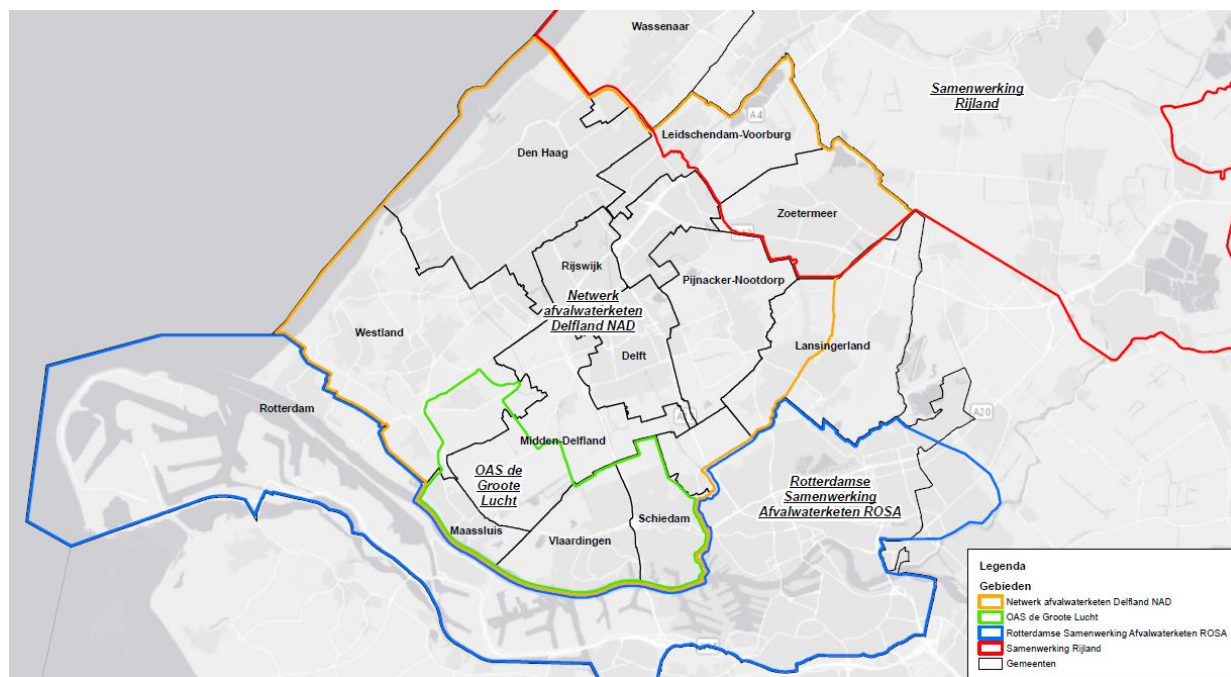 Wassenaar
Samenwerking
Rijland
A4
Leidschendam-Voorburg
Den Haag
Zoetermeer
Rijswijk
Pijnacker-Nootdorp
Netwerk
afvalwaterketen
Delfland NAD
Westland
Lansingerland
Delft
Rotterdam
A20
Midden-Delfland
OAS de
Groote
Lucht
Rotterdamse
Samenwerking
Afvalwaterketen ROSA
Schiedam
Maassluis
Vlaardingen
Legenda
Gebieden
Netwerk afvalwaterketen Delfland NAD
OAS de Groote Lucht
Rotterdamse Samenwerking Afvalwaterketen ROSA
Samenwerking Rijland
Gemeenten